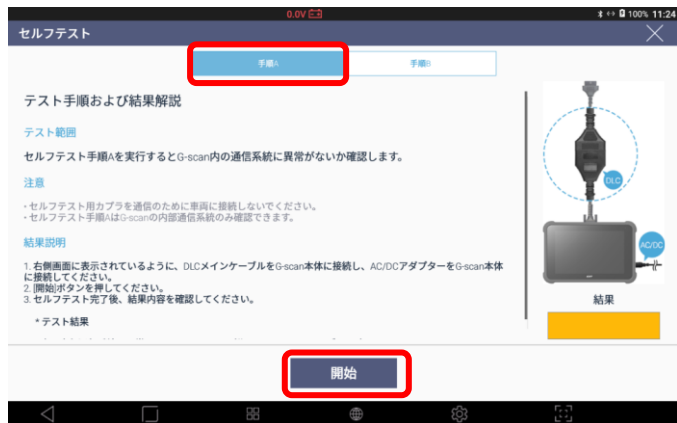 0.0V
100% 11:24
セルフテスト
手順A
手順B
テスト手順および結果解説
テスト範囲
セルフテスト手順Aを実行するとG-scan内の通信系統に異常がないか確認します。
注意
・セルフテスト用カプラを通信のために車両に接続しないでください。
・セルフテスト手順AはG-scanの内部通信系統のみ確認できます。
結果説明
1. 右側画面に表示されているように、DLCメインケーブルをG-scan本体に接続し、AC/DCアダプターをG-scan本体
に接続してください。
2. [開始]ボタンを押してください。
3. セルフテスト完了後、結果内容を確認してください。
* テスト結果
DLC
AC/DC
結果
開始